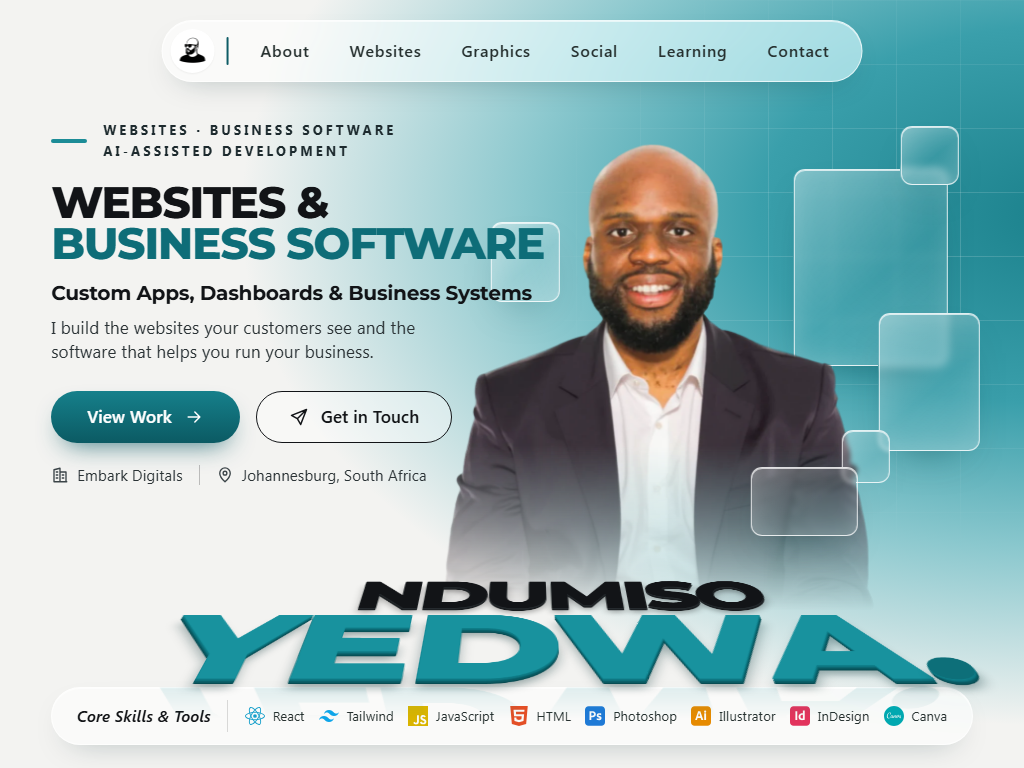 About Websites Graphics Social Learning Contact
WEBSITES · BUSINESS SOFTWARE
AI-ASSISTED DEVELOPMENT
WEBSITES &
BUSINESS SOFTWARE
Custom Apps, Dashboards & Business Systems
I build the websites your customers see and the
software that helps you run your business.
View Work
Get in Touch
Embark Digitals
Johannesburg, South Africa
NDUMISO
YEDWA.
Core Skills & Tools
React
Tailwind
JS JavaScript
5 HTML
Ps Photoshop
Ai Illustrator
Id InDesign
Canva Canva